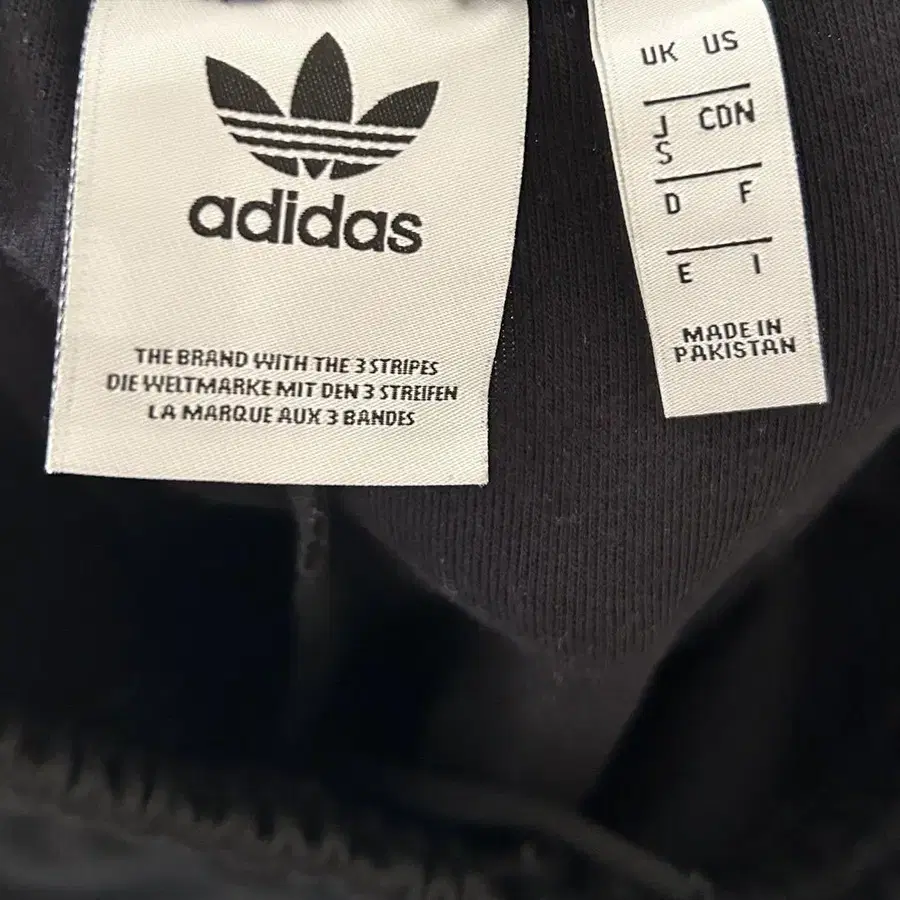 adidas
THE BRAND WITH THE 3 STRIPES
DIE WELTMARKE MIT DEN 3 STREIFEN
LA MARQUE AUX 3 BANDES
UK US
J CDN
S
D F
E I
MADE IN
PAKISTAN